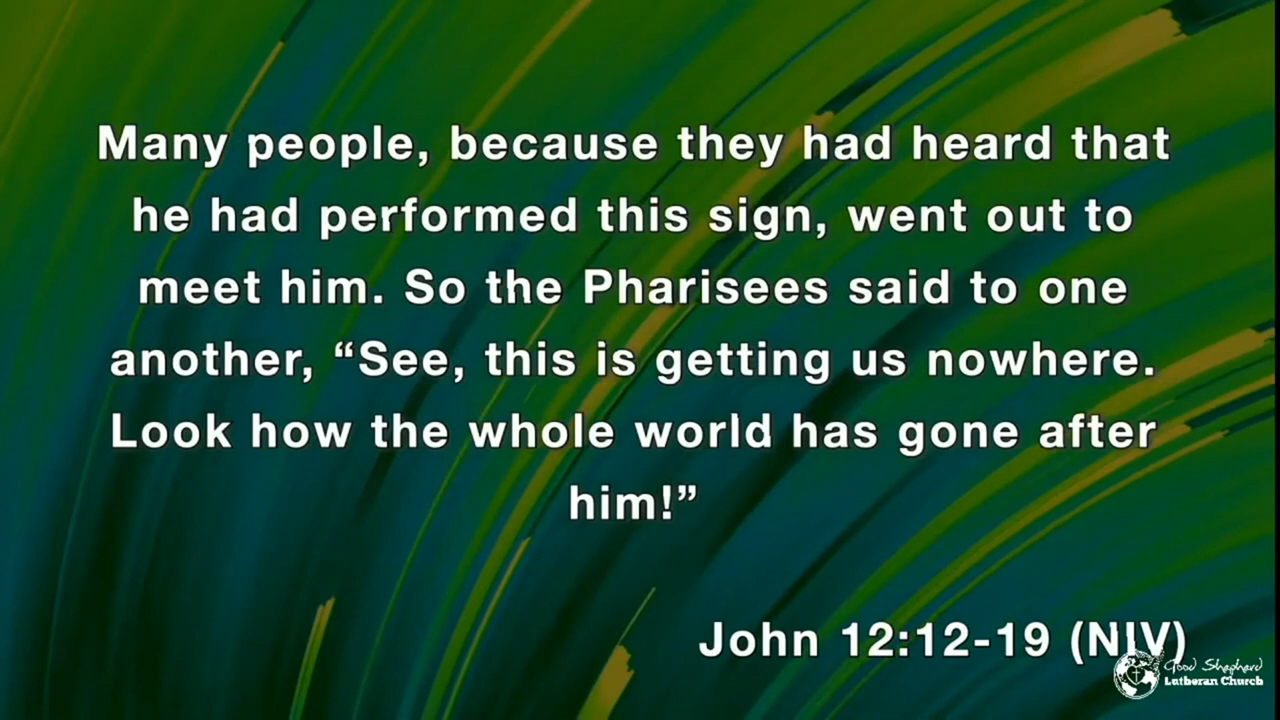 Many people, because they had heard that
he had performed this sign, went out to
meet him. So the Pharisees said to one
another, “See, this is getting us nowhere.
Look how the whole world has gone after
him!”
John 12:12-19 (NIV)
Good Shepherd
Lutheran Church